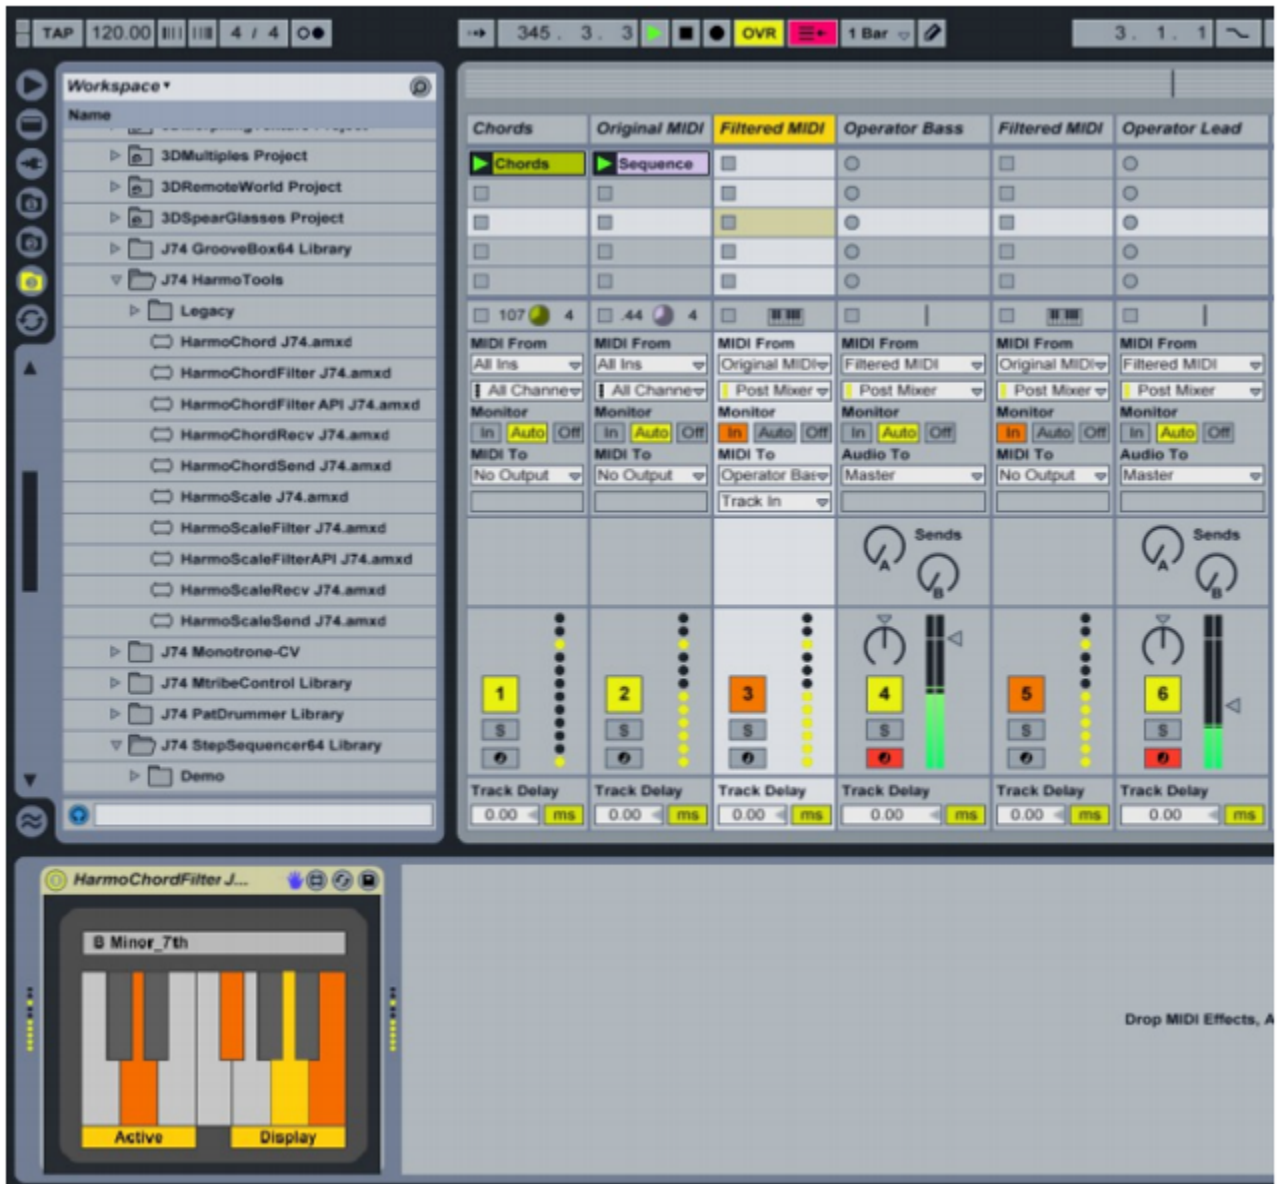 TAP 120.00 4 / 4 345 . 3 . 3 OVR 1 Bar 3 . 1 . 1
Workspace
Name
3DMultiples Project
3DRemoteWorld Project
3DSpearGlasses Project
J74 GrooveBox64 Library
J74 HarmoTools
Legacy
HarmoChord J74.amxd
HarmoChordFilter J74.amxd
HarmoChordFilter API J74.amxd
HarmoChordRecv J74.amxd
HarmoChordSend J74.amxd
HarmoScale J74.amxd
HarmoScaleFilter J74.amxd
HarmoScaleFilterAPI J74.amxd
HarmoScaleRecv J74.amxd
HarmoScaleSend J74.amxd
J74 Monotrone-CV
J74 MtribeControl Library
J74 PatDrummer Library
J74 StepSequencer64 Library
Demo
Chords Original MIDI Filtered MIDI Operator Bass Filtered MIDI Operator Lead
Chords Sequence
107 4 .44 4
MIDI From MIDI From MIDI From MIDI From MIDI From MIDI From
All Ins All Ins Original MIDI Filtered MIDI Original MIDI Filtered MIDI
All Channe All Channe Post Mixer Post Mixer Post Mixer Post Mixer
Monitor Monitor Monitor Monitor Monitor Monitor
In Auto Off In Auto Off In Auto Off In Auto Off In Auto Off In Auto Off
MIDI To MIDI To MIDI To Audio To MIDI To Audio To
No Output No Output Operator Bas Master No Output Master
Track In
Sends Sends
A A
B B
1 2 3 4 5 6
S S S S S S
Track Delay Track Delay Track Delay Track Delay Track Delay Track Delay
0.00 ms 0.00 ms 0.00 ms 0.00 ms 0.00 ms 0.00 ms
HarmoChordFilter J...
B Minor_7th
Active Display
Drop MIDI Effects, A